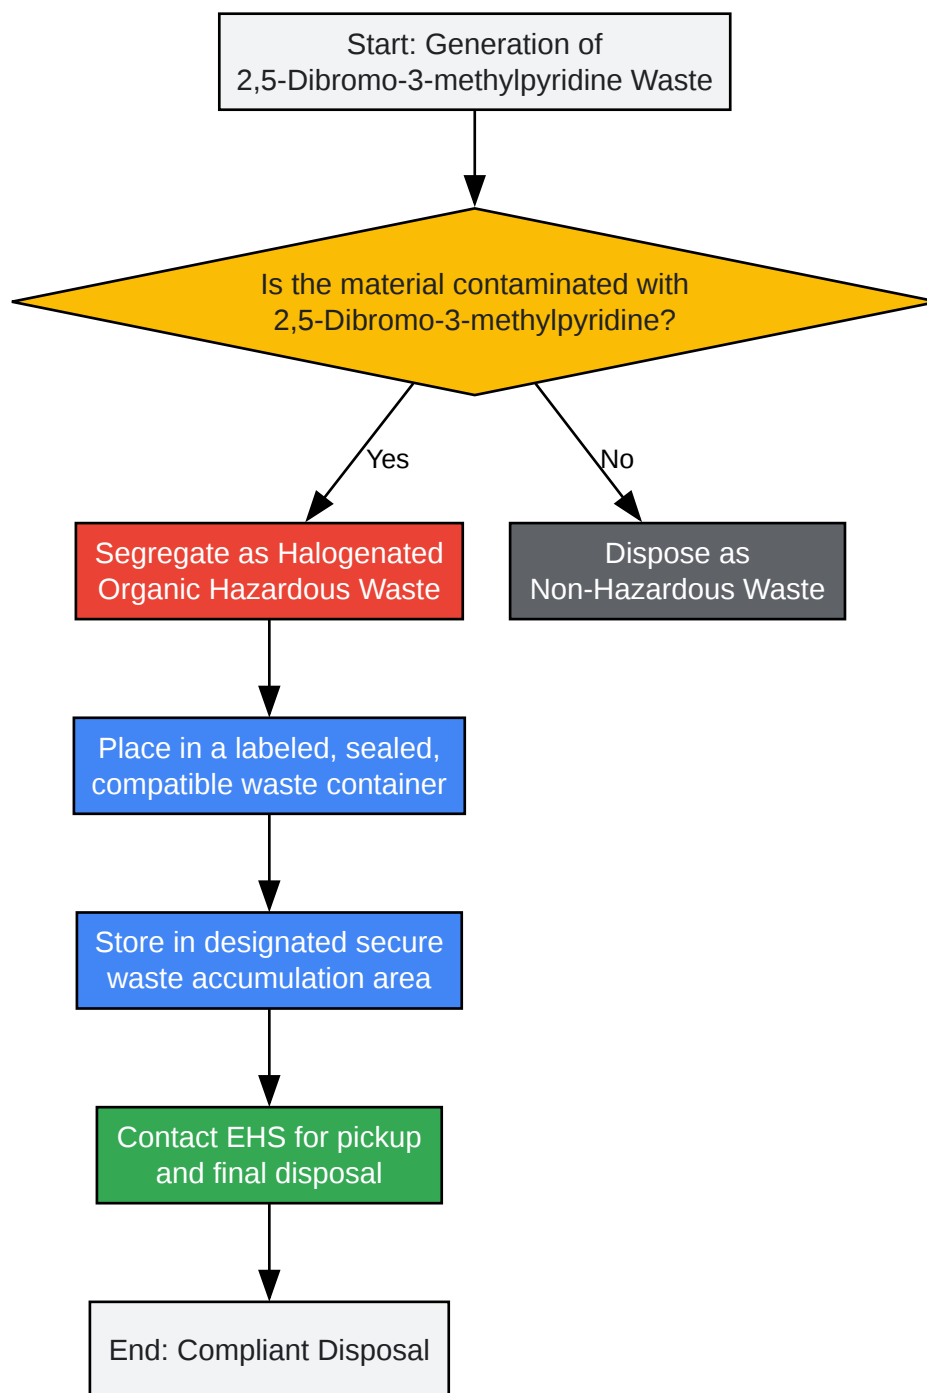 Start: Generation of
2,5-Dibromo-3-methylpyridine Waste
Is the material contaminated with
2,5-Dibromo-3-methylpyridine?
Yes
No
Segregate as Halogenated
Organic Hazardous Waste
Dispose as
Non-Hazardous Waste
Place in a labeled, sealed,
compatible waste container
Store in designated secure
waste accumulation area
Contact EHS for pickup
and final disposal
End: Compliant Disposal